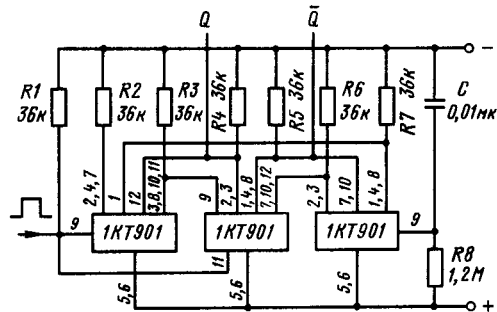 Q Q̄
−
R1 36к
R2 36к
R3 36к
36к R4
36к R5
R6 36к
36к R7
C 0,01мк
2,4,7
1
12
3,8,10,11
9
2,3
1,4,8
7,10,12
2,3
7,10
1,4,8
9
1КТ901
1КТ901
1КТ901
9
11
5,6
5,6
5,6
R8 1,2М
+